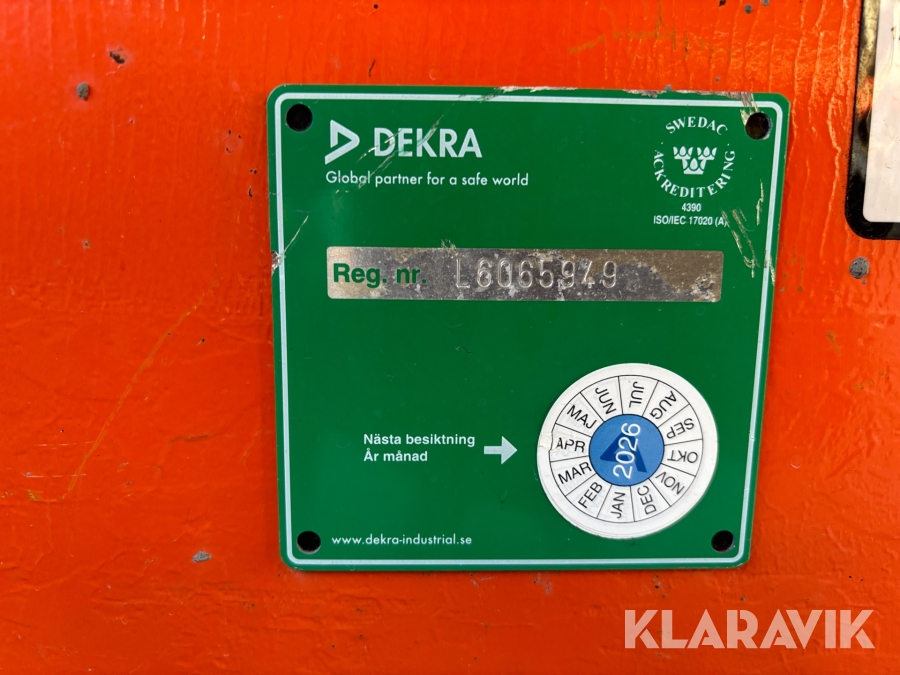 DEKRA
Global partner for a safe world
SWEDAC
ACKREDITERING
4390
ISO/IEC 17020 (A)
Reg. nr. L6065949
Nästa besiktning
År månad
JAN
FEB
MAR
APR
MAJ
JUN
JUL
AUG
SEP
OKT
NOV
DEC
2026
www.dekra-industrial.se
KLARAVIK